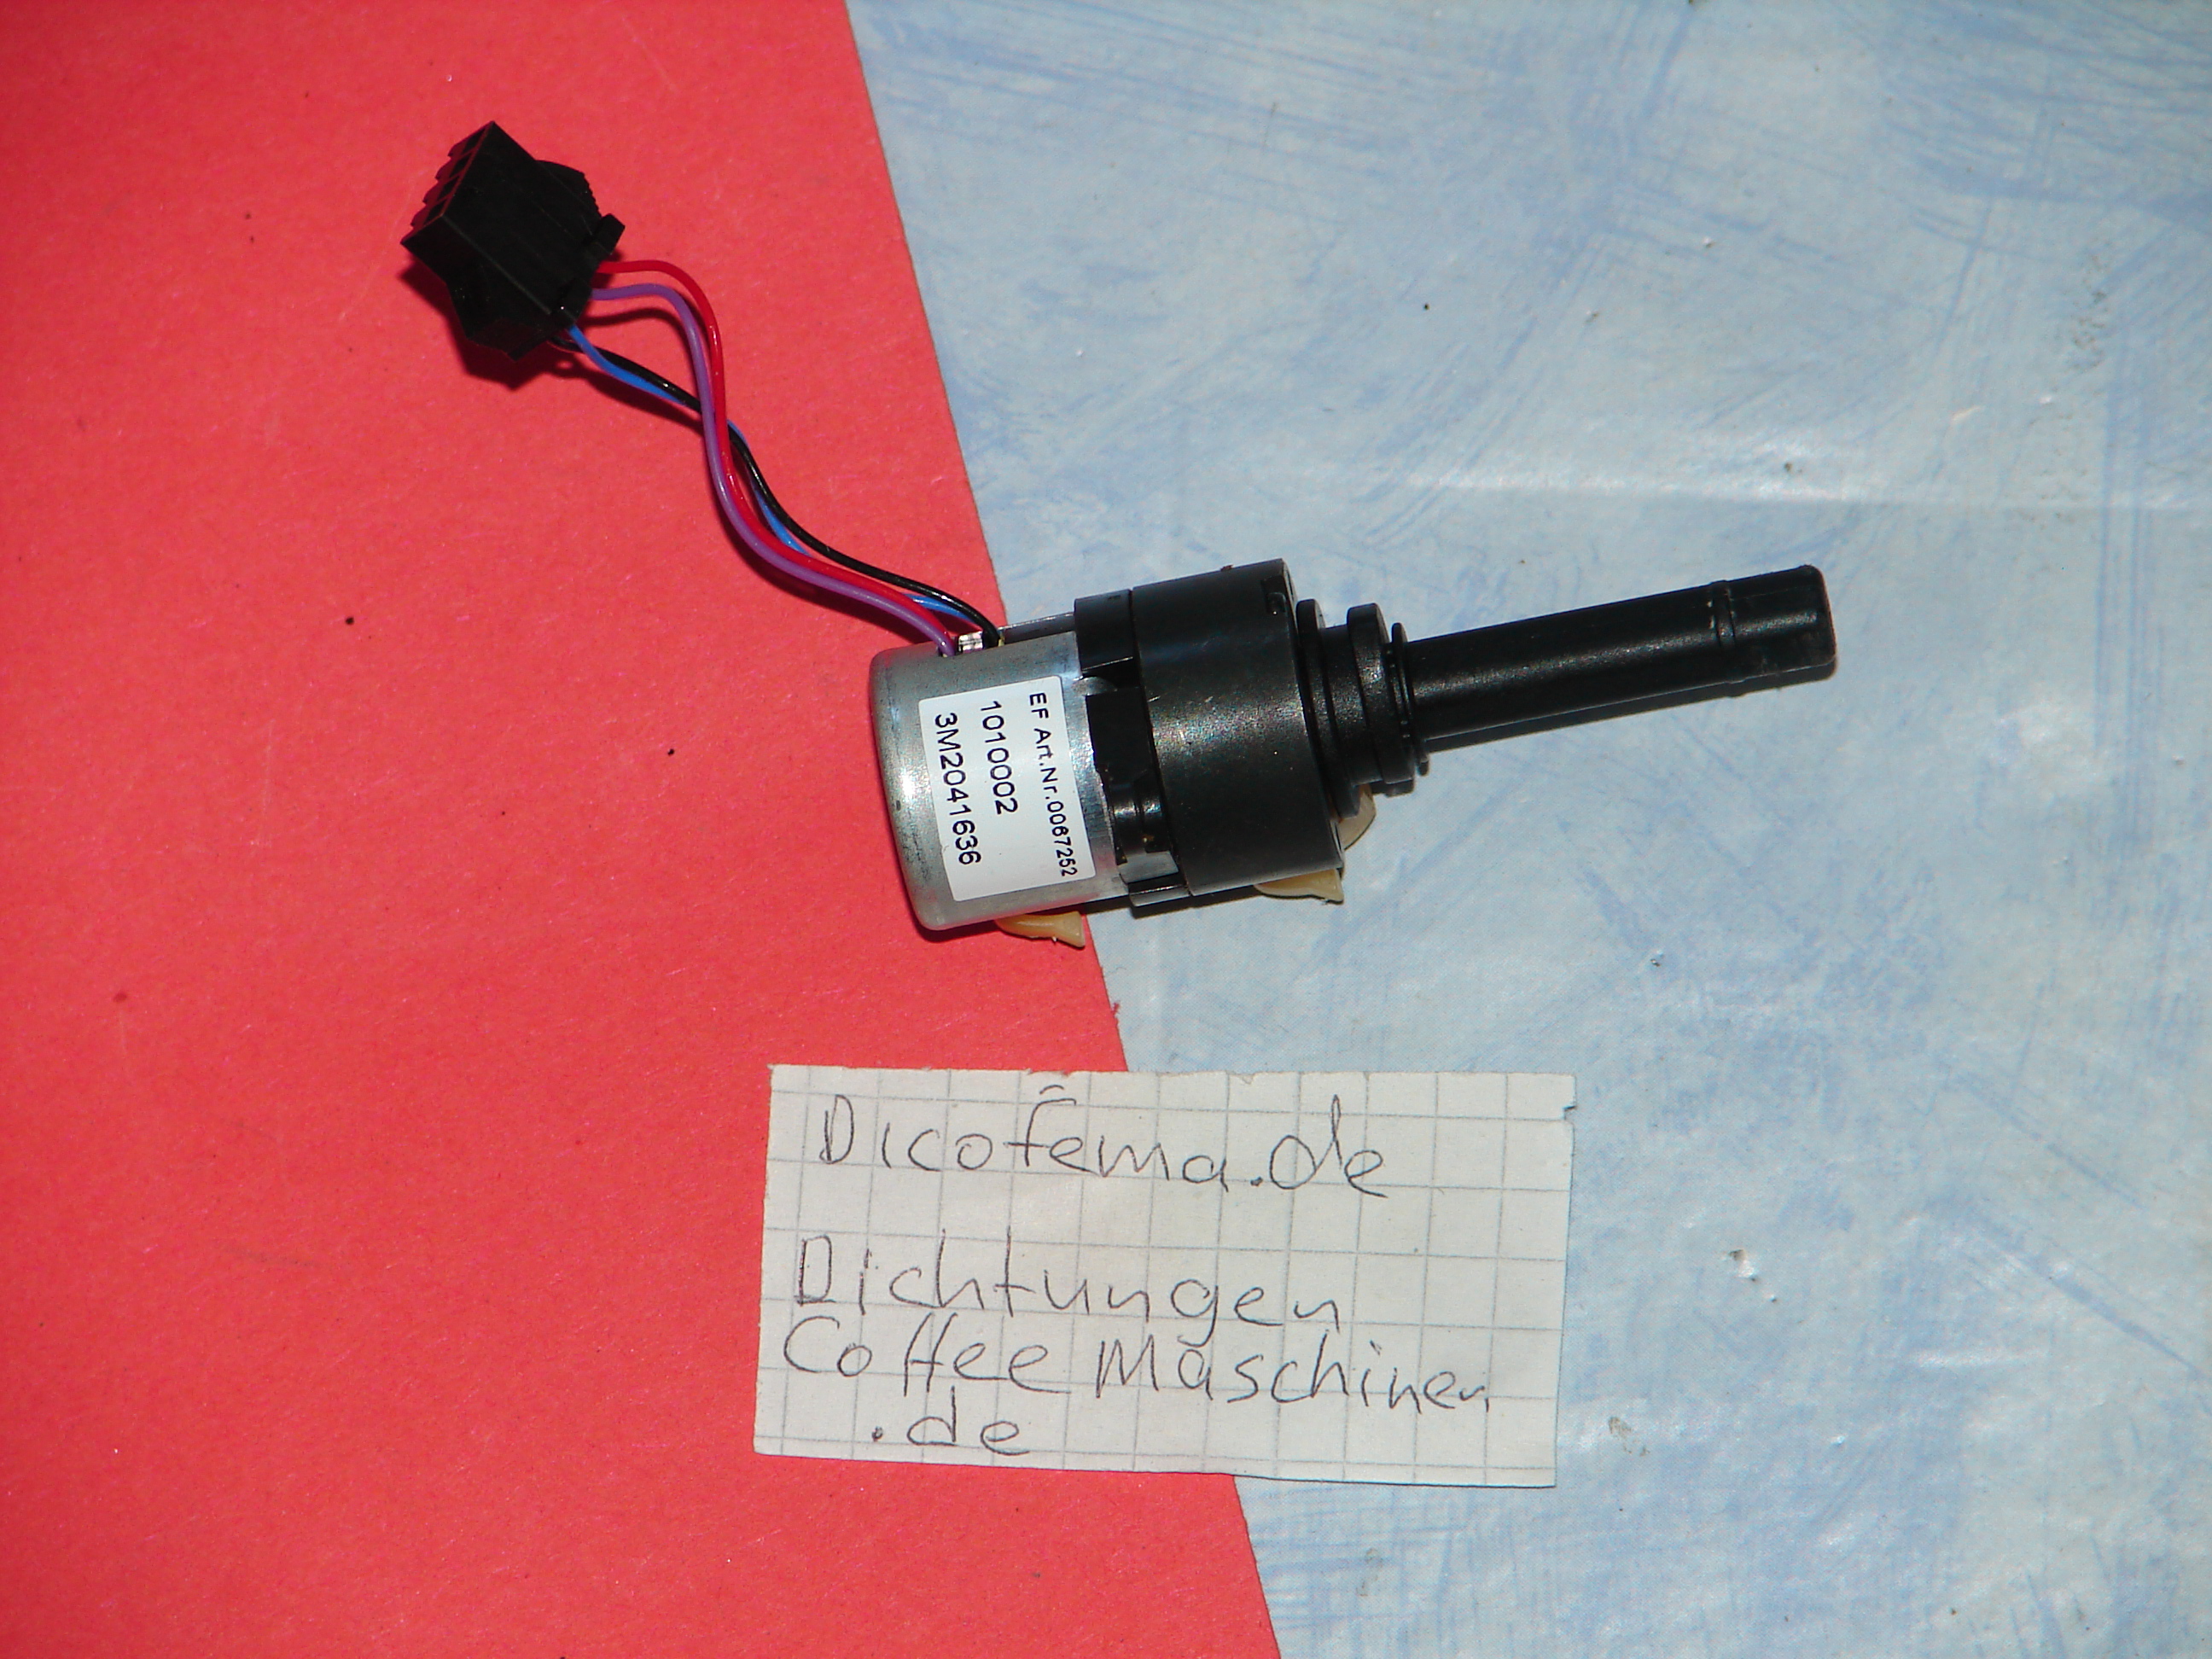 EF Art.Nr.0067252
1010002
3M2041636
Dicofema.de
Dichtungen
Coffee Maschinen
.de